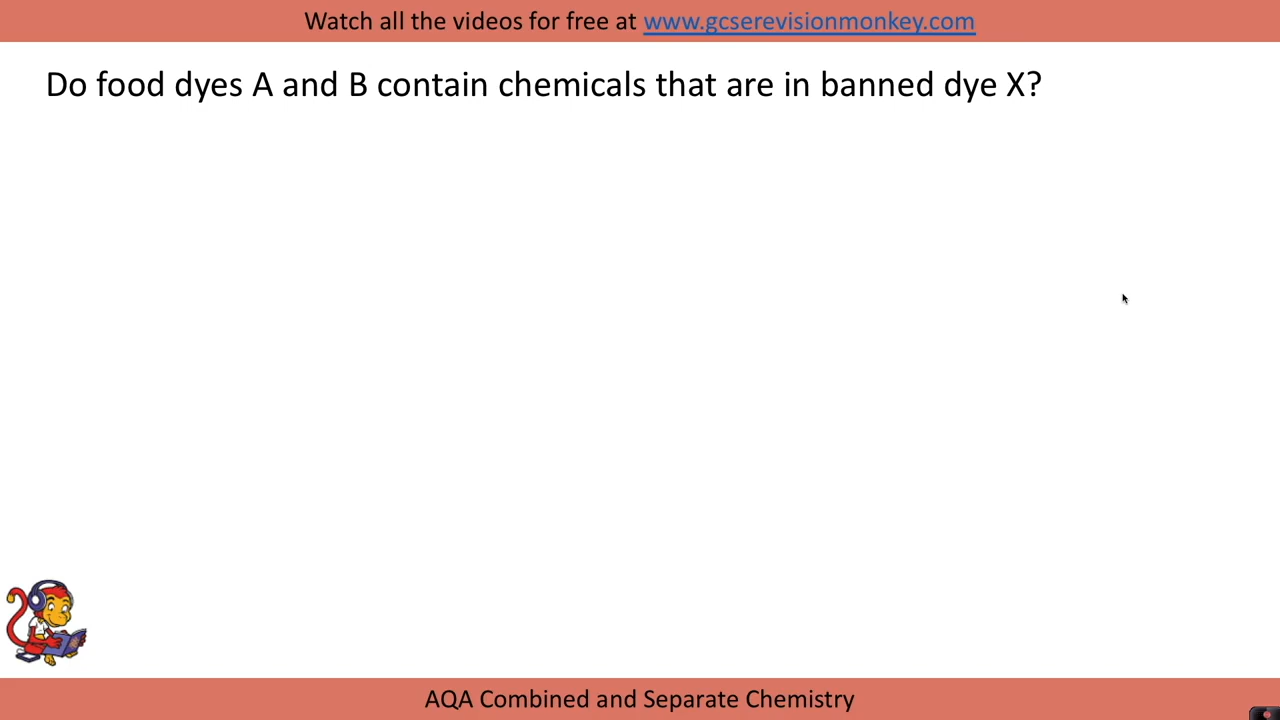 Watch all the videos for free at www.gcserevisionmonkey.com
Do food dyes A and B contain chemicals that are in banned dye X?
AQA Combined and Separate Chemistry